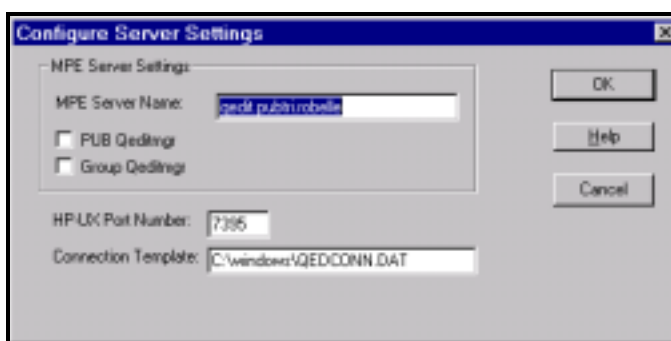 Configure Server Settings
MPE Server Settings
MPE Server Name: qedit.pubtri.robelle
PUB Qeditmgr
Group Qeditmgr
HP-UX Port Number: 7395
Connection Template: C:\windows\QEDCONN.DAT
OK
Help
Cancel